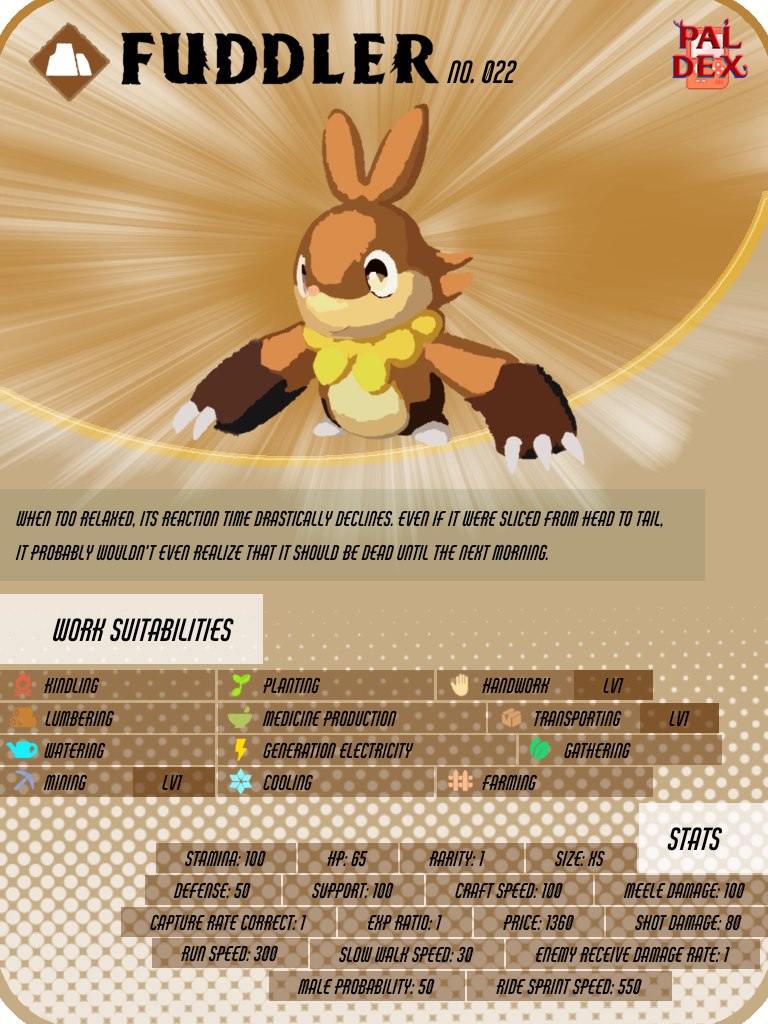 FUDDLER NO. 022
PAL
DEX
WHEN TOO RELAXED, ITS REACTION TIME DRASTICALLY DECLINES. EVEN IF IT WERE SLICED FROM HEAD TO TAIL,
IT PROBABLY WOULDN'T EVEN REALIZE THAT IT SHOULD BE DEAD UNTIL THE NEXT MORNING.
WORK SUITABILITIES
KINDLING PLANTING HANDWORK LV1
LUMBERING MEDICINE PRODUCTION TRANSPORTING LV1
WATERING GENERATION ELECTRICITY GATHERING
MINING LV1 COOLING FARMING
STATS
STAMINA: 100 HP: 65 RARITY: 1 SIZE: XS
DEFENSE: 50 SUPPORT: 100 CRAFT SPEED: 100 MEELE DAMAGE: 100
CAPTURE RATE CORRECT: 1 EXP RATIO: 1 PRICE: 1360 SHOT DAMAGE: 80
RUN SPEED: 300 SLOW WALK SPEED: 30 ENEMY RECEIVE DAMAGE RATE: 1
MALE PROBABILITY: 50 RIDE SPRINT SPEED: 550